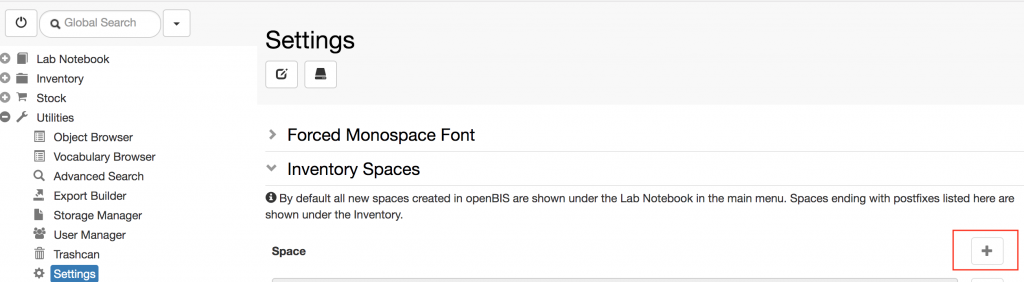 Global Search
Lab Notebook
Inventory
Stock
Utilities
Object Browser
Vocabulary Browser
Advanced Search
Export Builder
Storage Manager
User Manager
Trashcan
Settings
Settings
Forced Monospace Font
Inventory Spaces
By default all new spaces created in openBIS are shown under the Lab Notebook in the main menu. Spaces ending with postfixes listed here are
shown under the Inventory.
Space